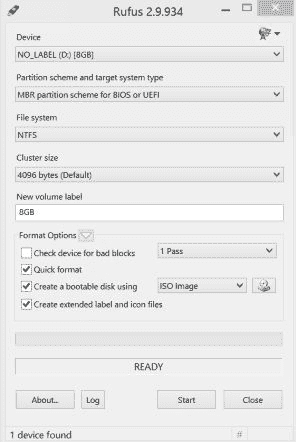 Rufus 2.9.934
Device
NO_LABEL (D:) [8GB]
Partition scheme and target system type
MBR partition scheme for BIOS or UEFI
File system
NTFS
Cluster size
4096 bytes (Default)
New volume label
8GB
Format Options
Check device for bad blocks
1 Pass
Quick format
Create a bootable disk using
ISO Image
Create extended label and icon files
READY
About...
Log
Start
Close
1 device found
#